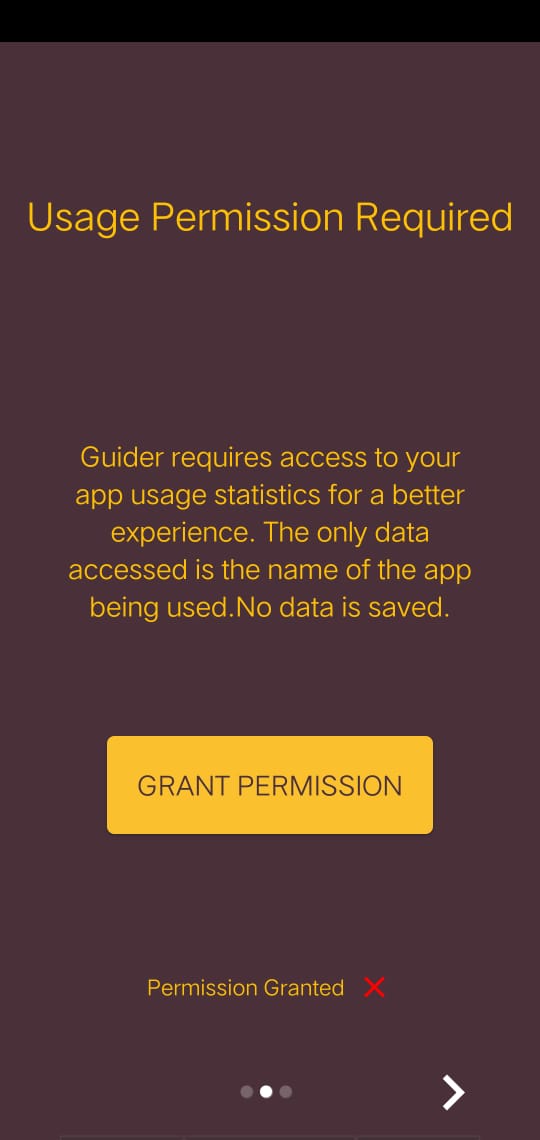 Usage Permission Required
Guider requires access to your
app usage statistics for a better
experience. The only data
accessed is the name of the app
being used.No data is saved.
GRANT PERMISSION
Permission Granted